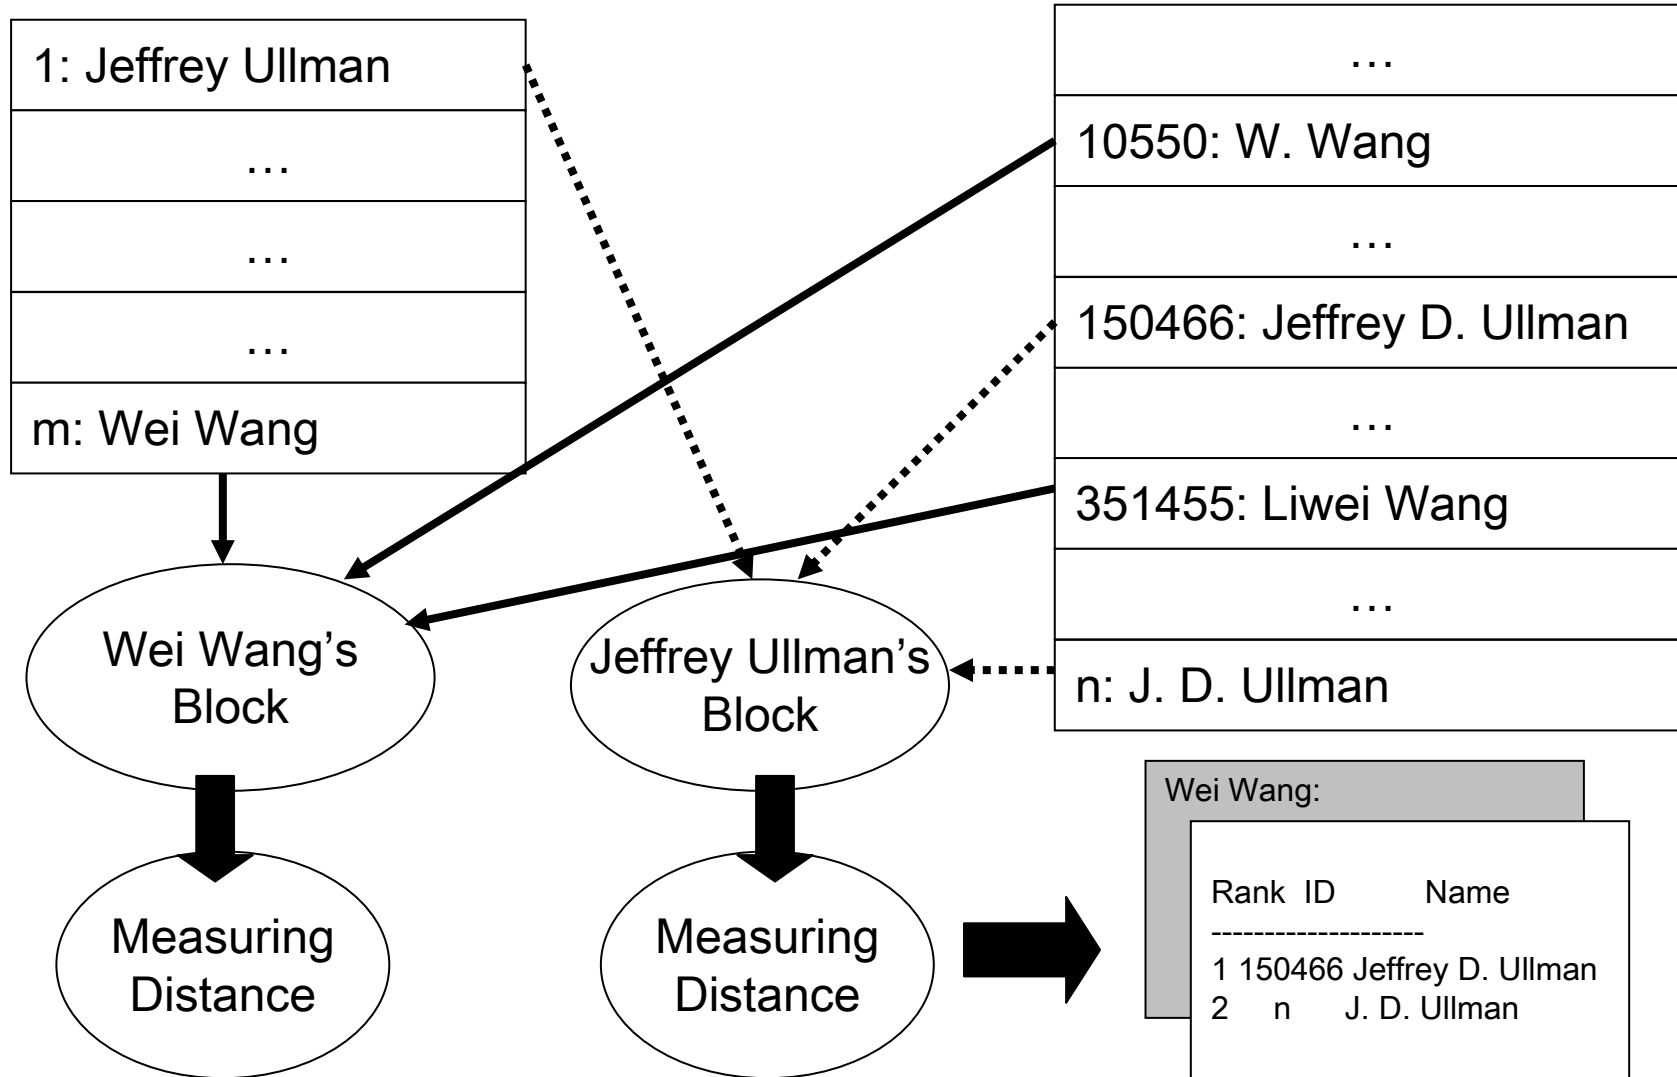 1: Jeffrey Ullman
…
…
…
m: Wei Wang
…
10550: W. Wang
…
150466: Jeffrey D. Ullman
…
351455: Liwei Wang
…
n: J. D. Ullman
Wei Wang’s
Block
Jeffrey Ullman’s
Block
Measuring
Distance
Measuring
Distance
Wei Wang:
Rank ID Name
--------------------
1 150466 Jeffrey D. Ullman
2 n J. D. Ullman